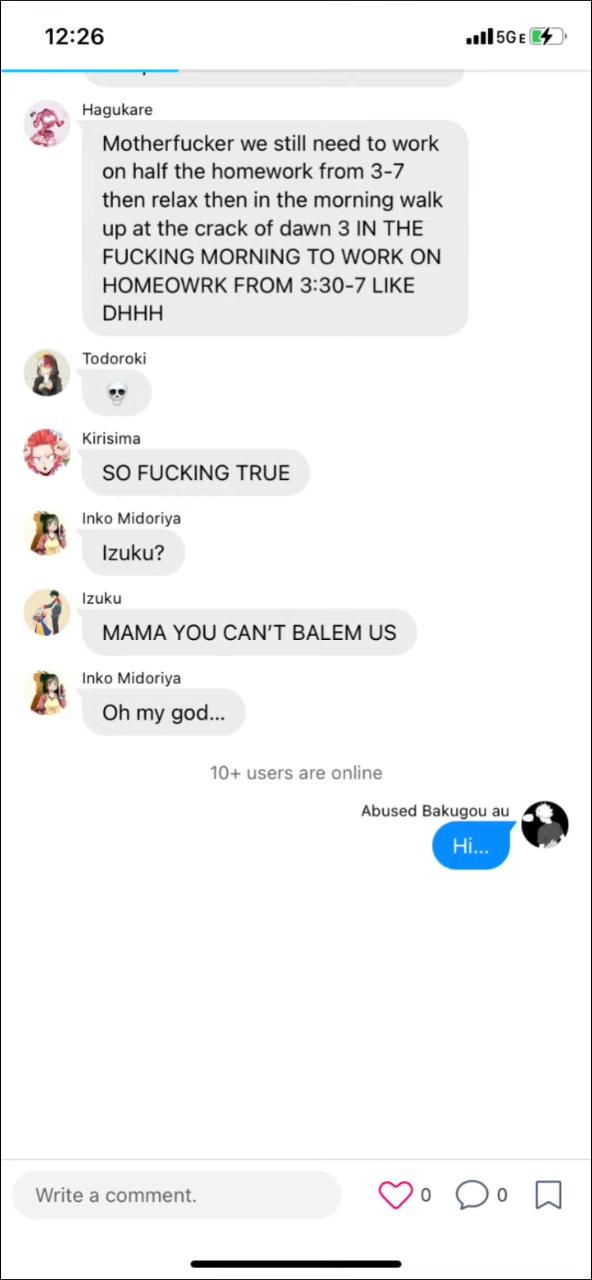 12:26
5GE
Hagukare
Motherfucker we still need to work
on half the homework from 3-7
then relax then in the morning walk
up at the crack of dawn 3 IN THE
FUCKING MORNING TO WORK ON
HOMEOWRK FROM 3:30-7 LIKE
DHHH
Todoroki
💀
Kirisima
SO FUCKING TRUE
Inko Midoriya
Izuku?
Izuku
MAMA YOU CAN'T BALEM US
Inko Midoriya
Oh my god...
10+ users are online
Abused Bakugou au
Hi...
Write a comment.
0
0